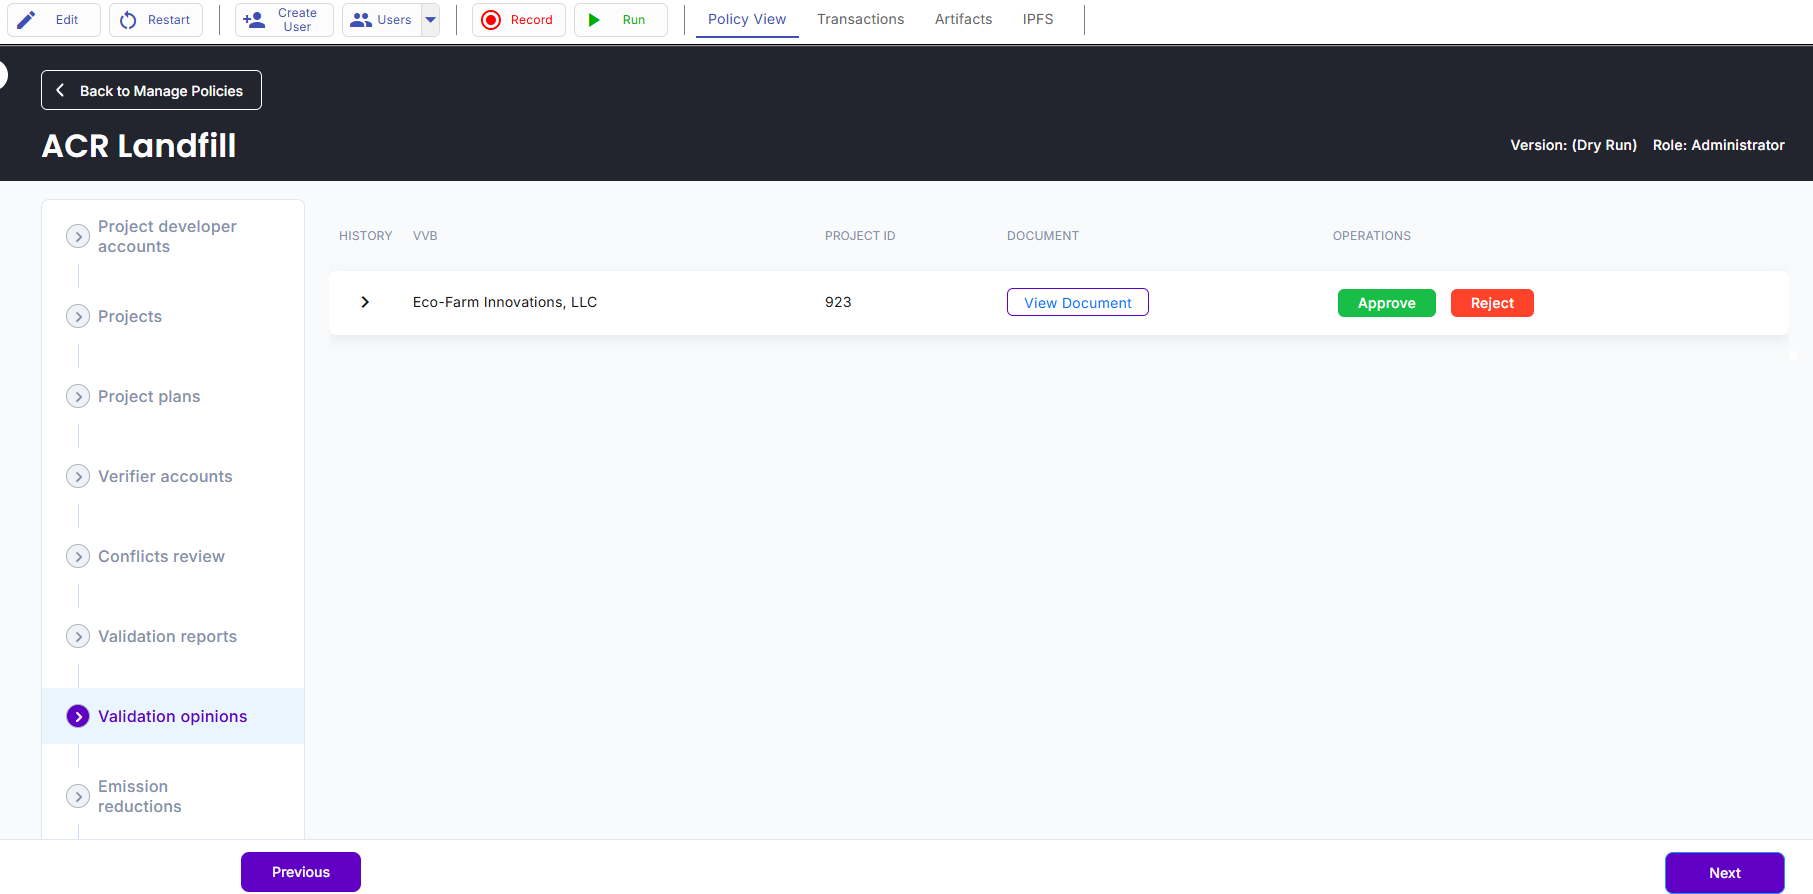 Edit
Restart
Create
User
Users
Record
Run
Policy View
Transactions
Artifacts
IPFS
Back to Manage Policies
ACR Landfill
Version: (Dry Run) Role: Administrator
Project developer
accounts
Projects
Project plans
Verifier accounts
Conflicts review
Validation reports
Validation opinions
Emission
reductions
HISTORY VVB PROJECT ID DOCUMENT OPERATIONS
Eco-Farm Innovations, LLC 923 View Document Approve Reject
Previous
Next